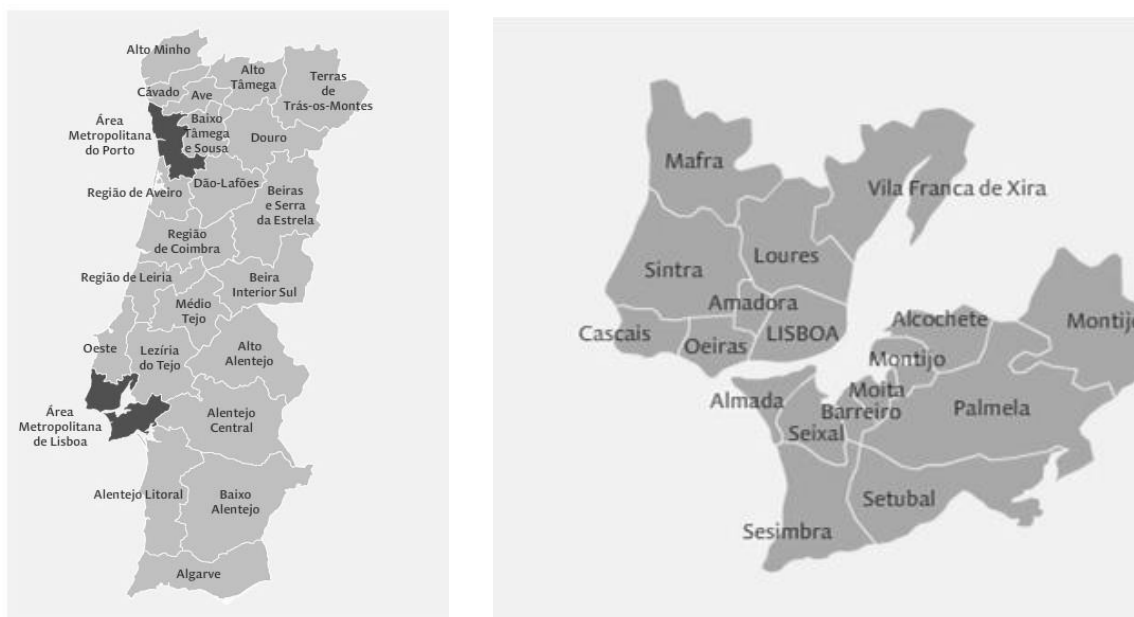 Alto Minho
Alto
Tâmega
Terras
de
Trás-os-Montes
Cávado
Ave
Área
Metropolitana
do Porto
Baixo
Tâmega
e Sousa
Douro
Região de Aveiro
Dão-Lafões
Beiras
e Serra
da Estrela
Região
de Coimbra
Região de Leiria
Beira
Interior Sul
Médio
Tejo
Oeste
Lezíria
do Tejo
Alto
Alentejo
Área
Metropolitana
de Lisboa
Alentejo
Central
Alentejo Litoral
Baixo
Alentejo
Algarve
Mafra
Vila Franca de Xira
Loures
Sintra
Amadora
Cascais
Oeiras
LISBOA
Alcochete
Montijo
Montijo
Moita
Almada
Barreiro
Palmela
Seixal
Setubal
Sesimbra